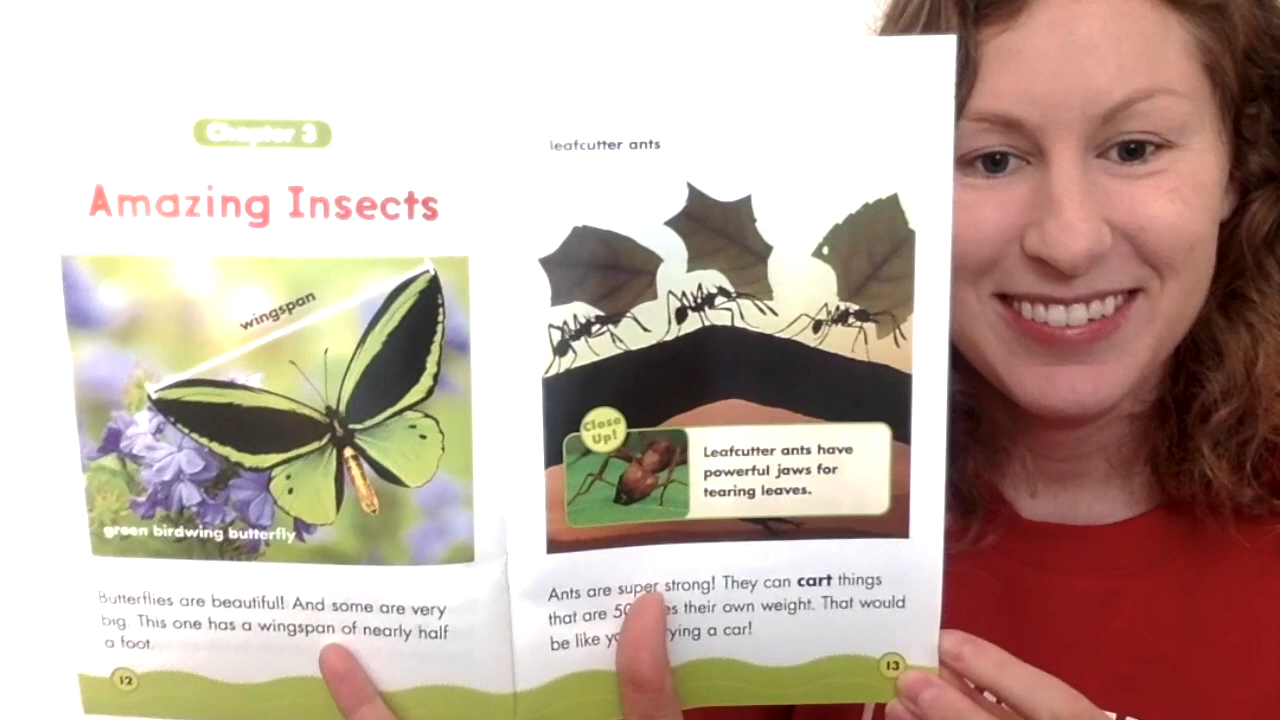 Chapter 3
Amazing Insects
wingspan
green birdwing butterfly
Butterflies are beautiful! And some are very
big. This one has a wingspan of nearly half
a foot.
12
leafcutter ants
Close
Up!
Leafcutter ants have
powerful jaws for
tearing leaves.
Ants are super strong! They can cart things
that are their own weight. That would
be like a car!
13